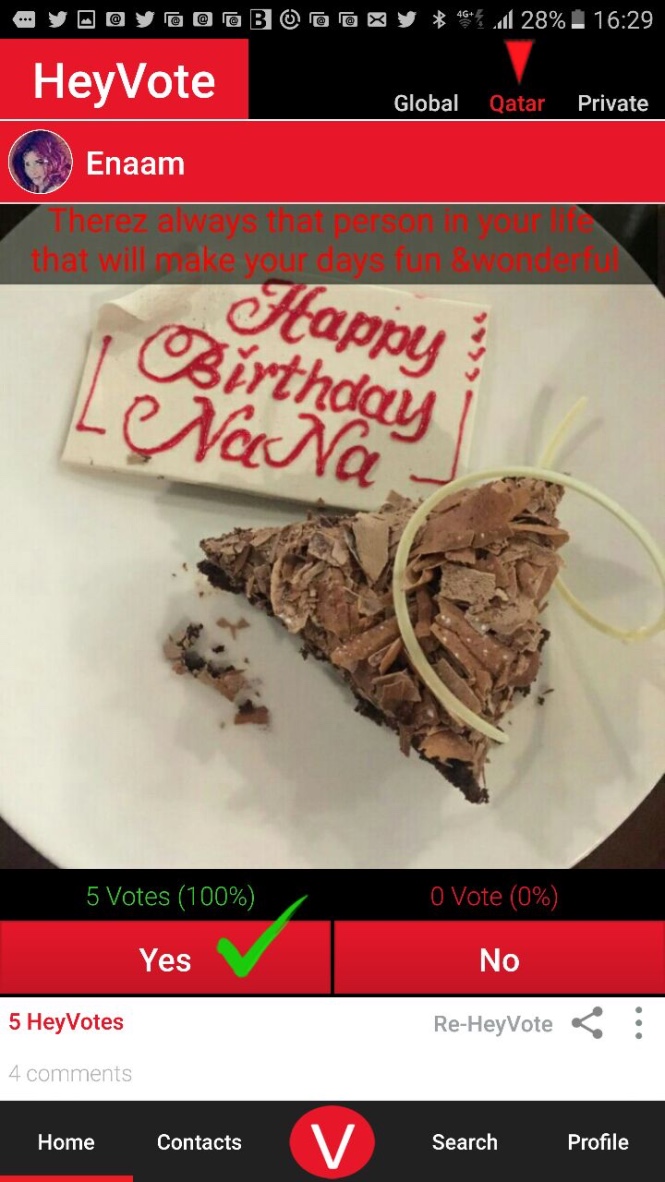 4G+ 28% 16:29
HeyVote
Global Qatar Private
Enaam
Therez always that person in your life
that will make your days fun &wonderful
Happy
Birthday
NaNa
5 Votes (100%) 0 Vote (0%)
Yes No
5 HeyVotes Re-HeyVote
4 comments
Home Contacts V Search Profile